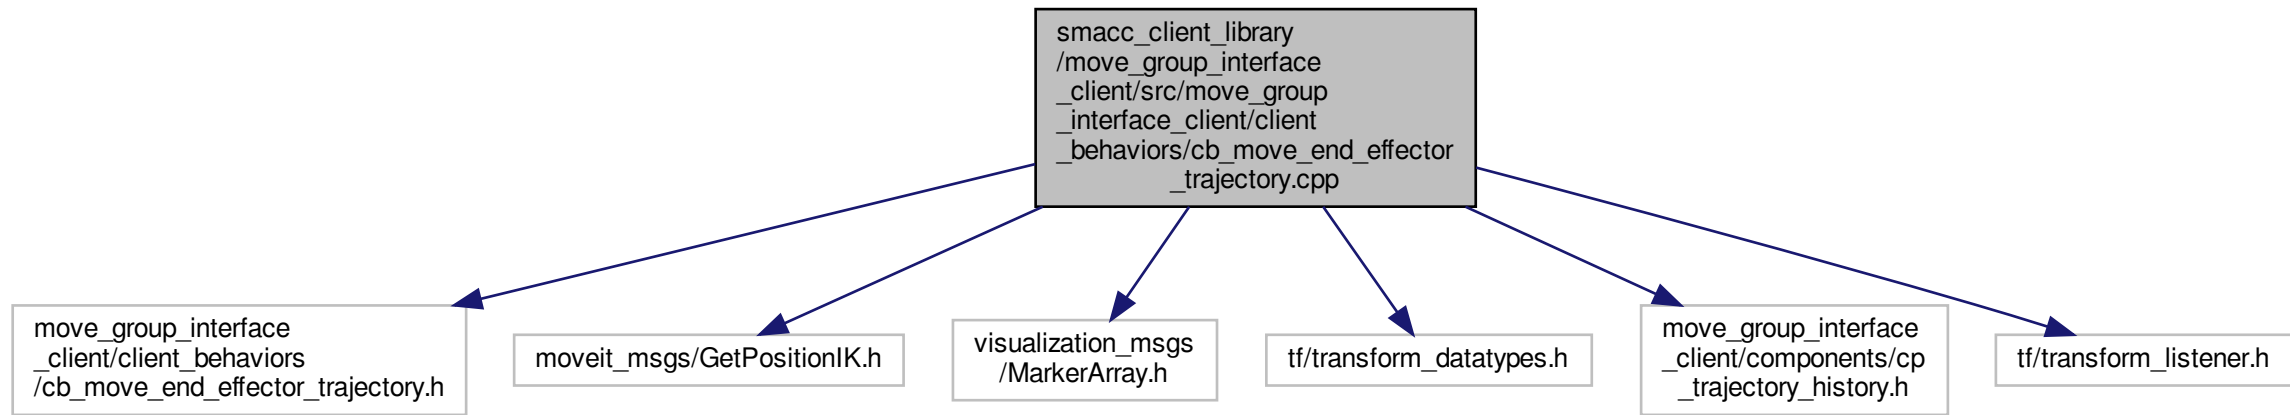 smacc_client_library
/move_group_interface
_client/src/move_group
_interface_client/client
_behaviors/cb_move_end_effector
_trajectory.cpp
move_group_interface
_client/client_behaviors
/cb_move_end_effector_trajectory.h
moveit_msgs/GetPositionIK.h
visualization_msgs
/MarkerArray.h
tf/transform_datatypes.h
move_group_interface
_client/components/cp
_trajectory_history.h
tf/transform_listener.h